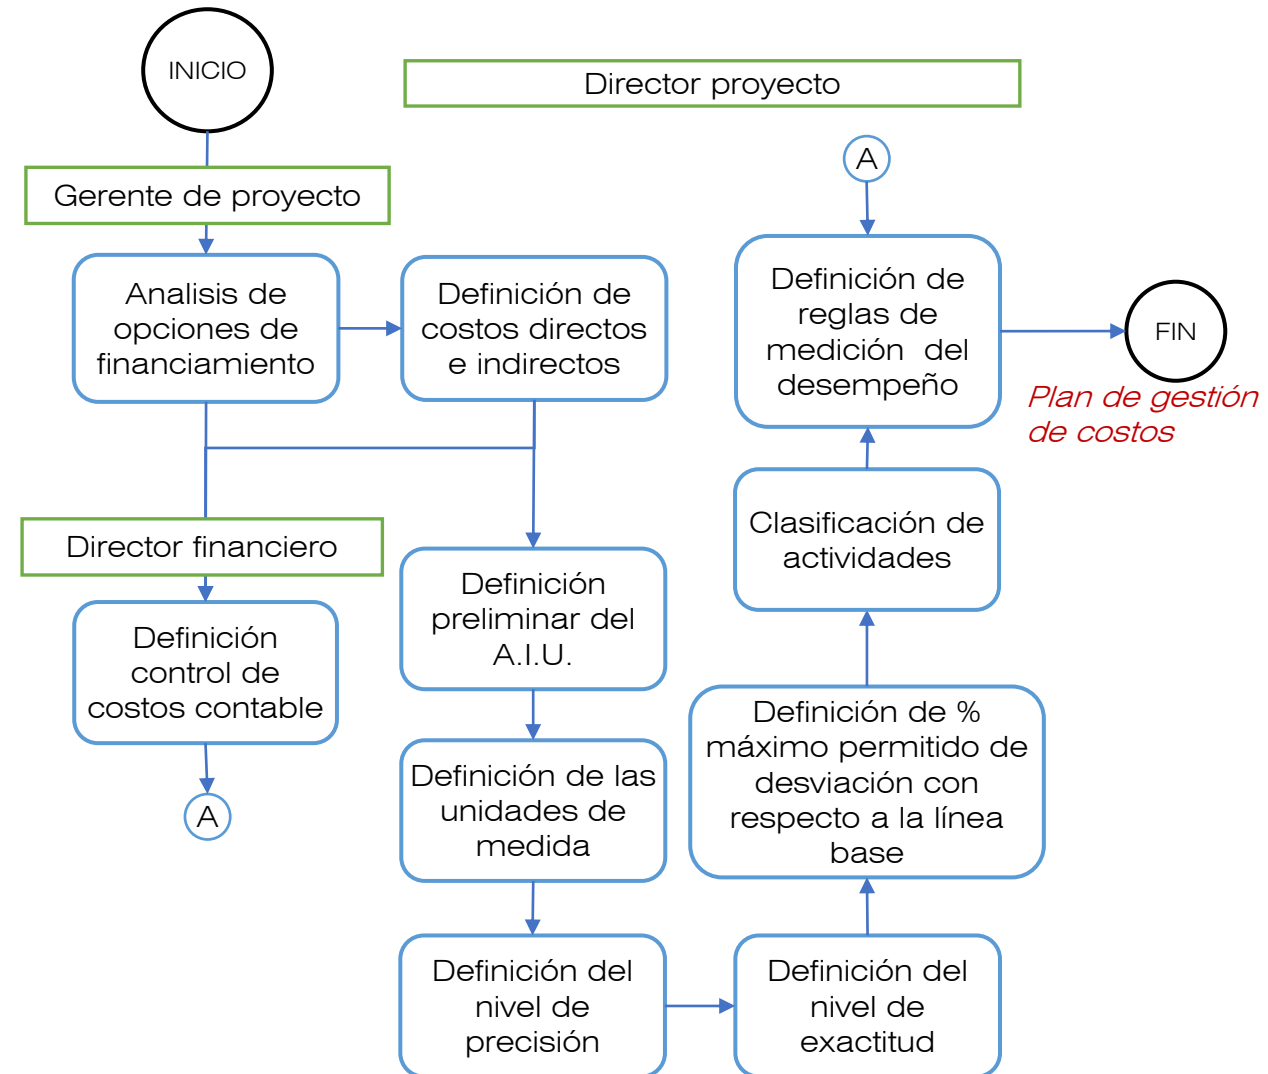 INICIO
Director proyecto
Gerente de proyecto
A
Analisis de
opciones de
financiamiento
Definición de
costos directos
e indirectos
Definición de
reglas de
medición  del
desempeño
FIN
Plan de gestión
de costos
Director financiero
Clasificación de
actividades
Definición
preliminar del
A.I.U.
Definición
control de
costos contable
Definición de %
máximo permitido de
desviación con
respecto a la línea
base
Definición de las
unidades de
medida
A
Definición del
nivel de
precisión
Definición del
nivel de
exactitud